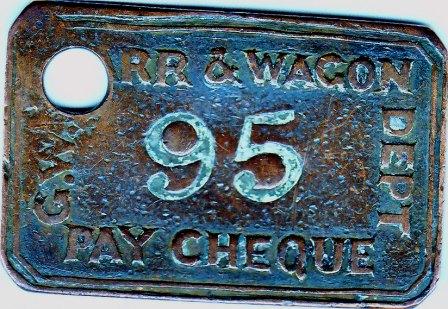 G.W.
RR & WAGON
DEPT
95
PAY CHEQUE